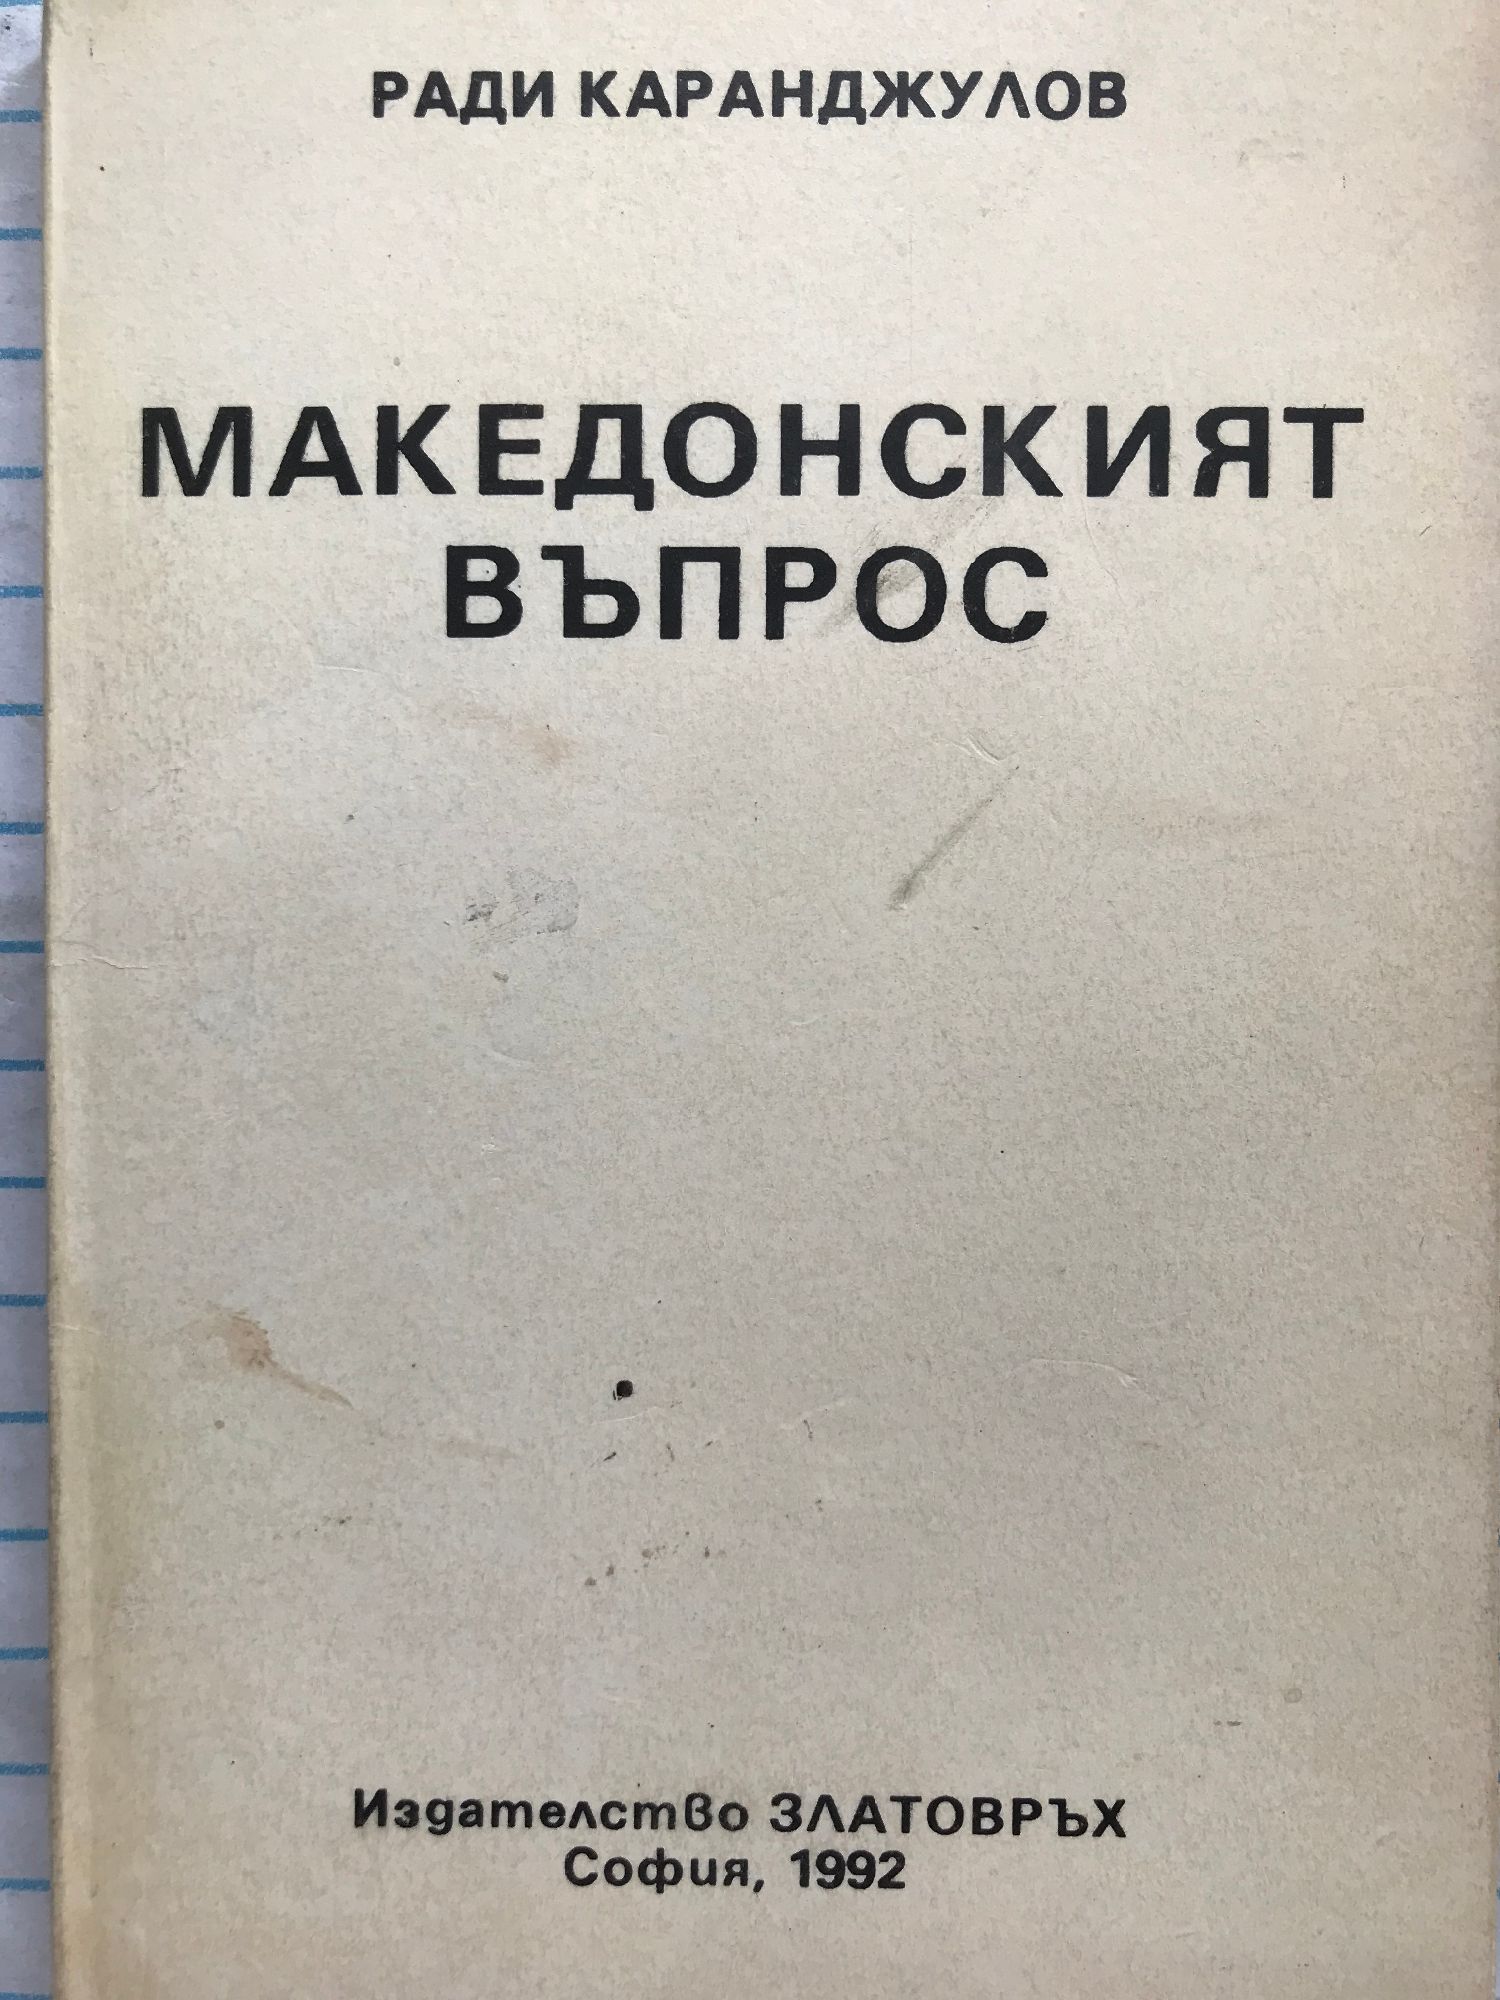 РАДИ КАРАНДЖУЛОВ
МАКЕДОНСКИЯТ
ВЪПРОС
Издателство ЗЛАТОВРЪХ
София, 1992